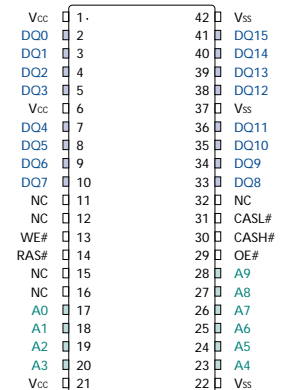 Vcc 1 42 Vss
DQ0 2 41 DQ15
DQ1 3 40 DQ14
DQ2 4 39 DQ13
DQ3 5 38 DQ12
Vcc 6 37 Vss
DQ4 7 36 DQ11
DQ5 8 35 DQ10
DQ6 9 34 DQ9
DQ7 10 33 DQ8
NC 11 32 NC
NC 12 31 CASL#
WE# 13 30 CASH#
RAS# 14 29 OE#
NC 15 28 A9
NC 16 27 A8
A0 17 26 A7
A1 18 25 A6
A2 19 24 A5
A3 20 23 A4
Vcc 21 22 Vss